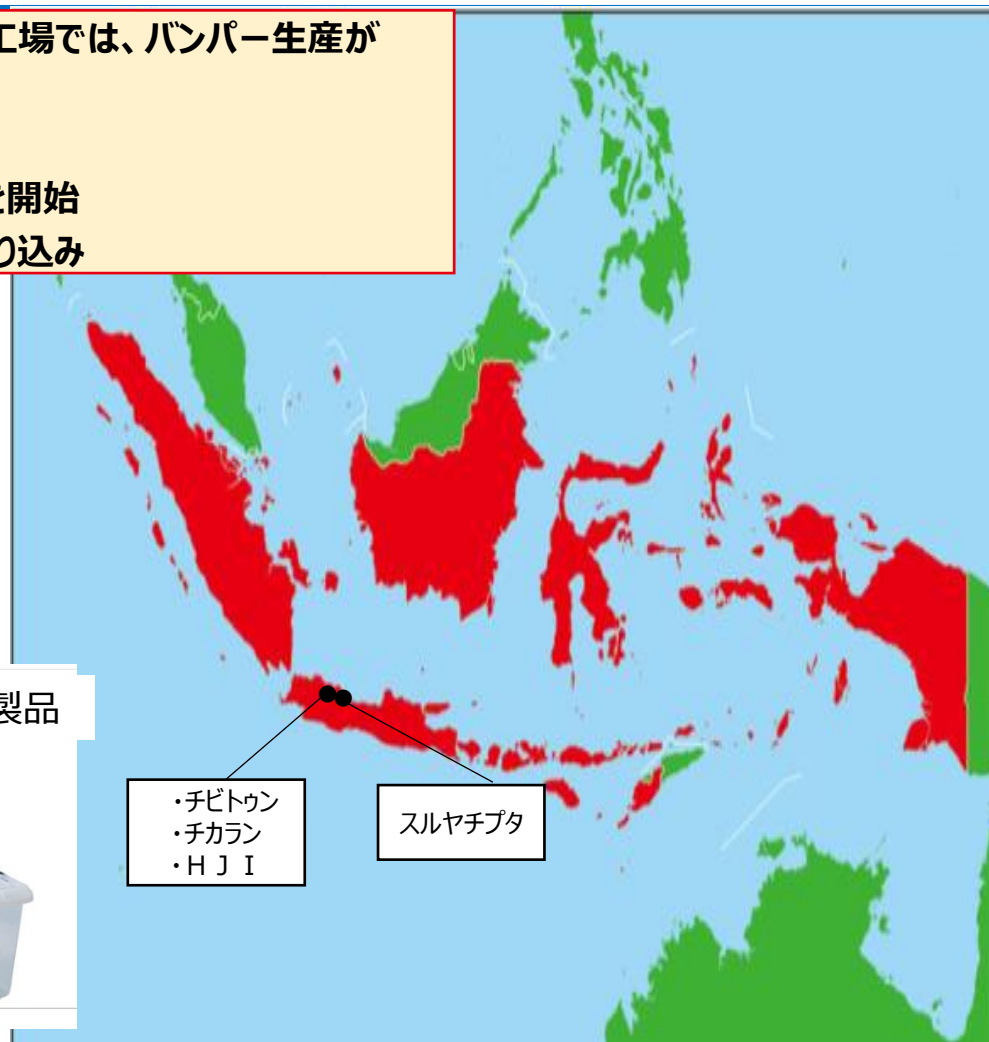 工場では、バンパー生産が
を開始
り込み
製品
・チビトゥン
・チカラン
・ＨＪＩ
スルヤチプタ